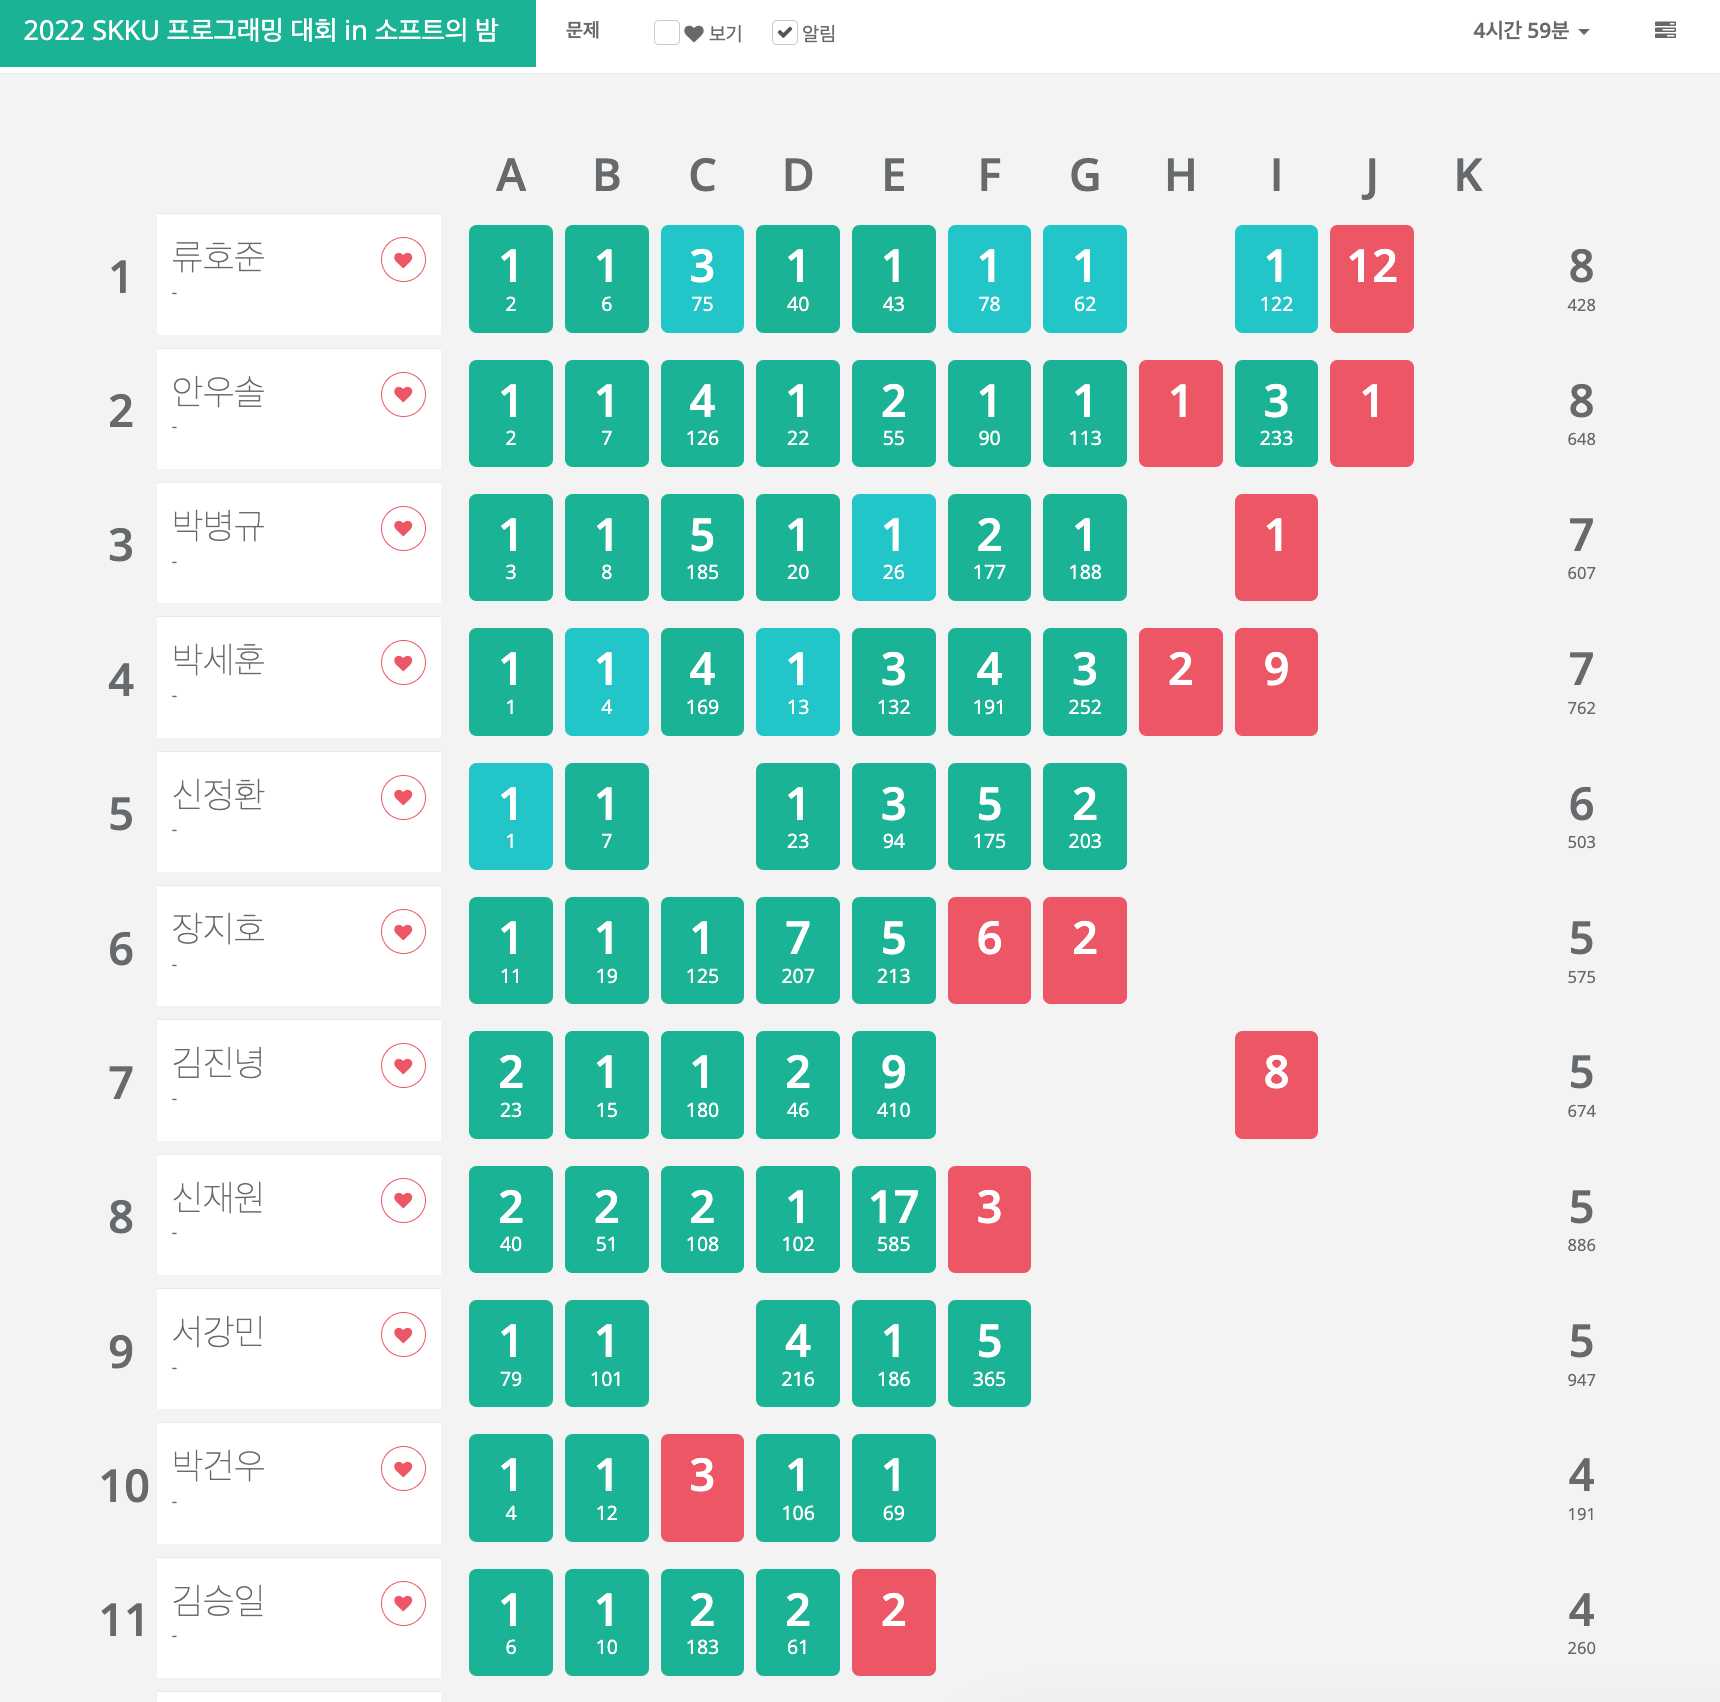 2022 SKKU 프로그래밍 대회 in 소프트의 밤 문제 보기 알림 4시간 59분
A B C D E F G H I J K
1 류호준 1 1 3 1 1 1 1 1 12 8
- 2 6 75 40 43 78 62 122 428
2 안우솔 1 1 4 1 2 1 1 1 3 1 8
- 2 7 126 22 55 90 113 233 648
3 박병규 1 1 5 1 1 2 1 1 7
- 3 8 185 20 26 177 188 607
4 박세훈 1 1 4 1 3 4 3 2 9 7
- 1 4 169 13 132 191 252 762
5 신정환 1 1 1 3 5 2 6
- 1 7 23 94 175 203 503
6 장지호 1 1 1 7 5 6 2 5
- 11 19 125 207 213 575
7 김진녕 2 1 1 2 9 8 5
- 23 15 180 46 410 674
8 신재원 2 2 2 1 17 3 5
- 40 51 108 102 585 886
9 서강민 1 1 4 1 5 5
- 79 101 216 186 365 947
10 박건우 1 1 3 1 1 4
- 4 12 106 69 191
11 김승일 1 1 2 2 2 4
- 6 10 183 61 260